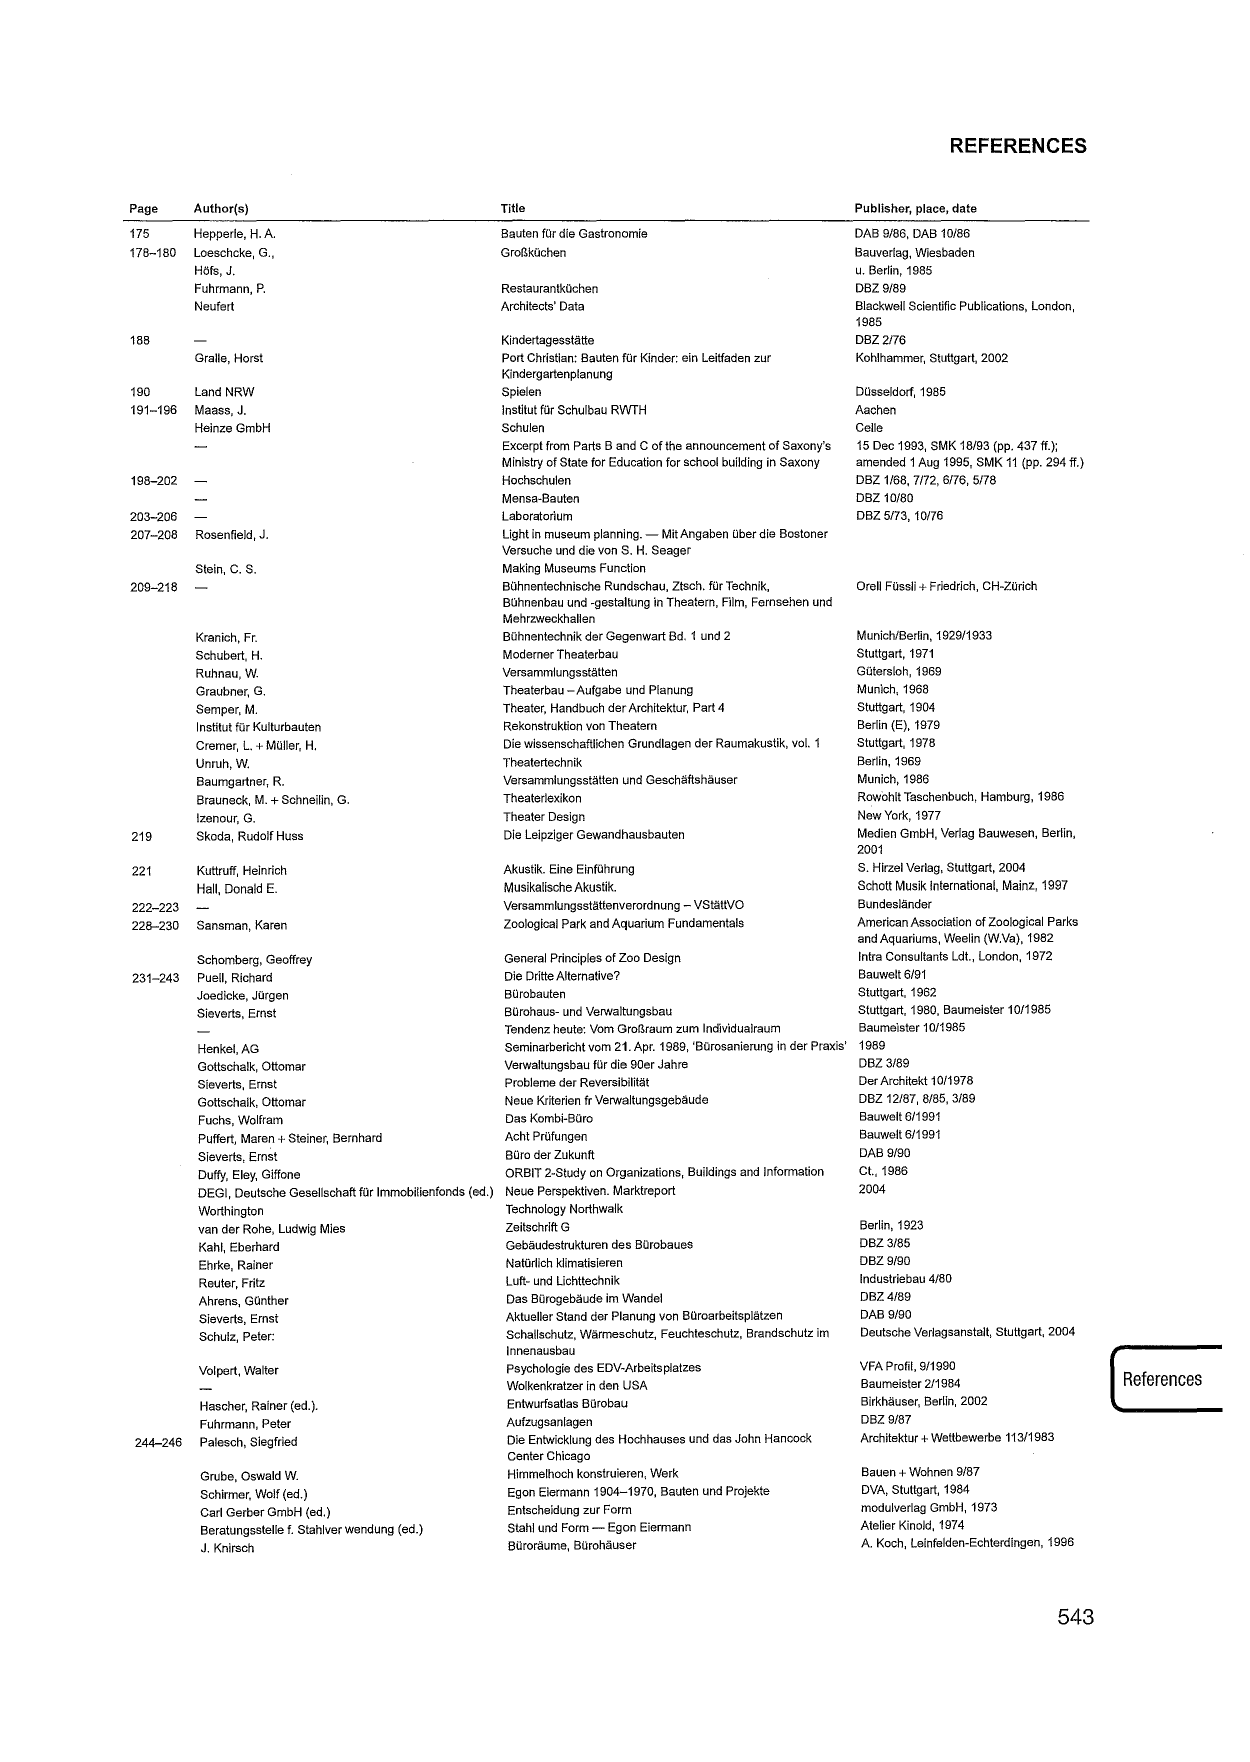 REFERENCES
Page Author(s) Title Publisher, place, date
175 Hepperle, H. A. Bauten für die Gastronomie DAB 9/86, DAB 10/86
178–180 Loeschcke, G., Großküchen Bauverlag, Wiesbaden
Höfs, J. u. Berlin, 1985
Fuhrmann, P. Restaurantküchen DBZ 9/89
Neufert Architects' Data Blackwell Scientific Publications, London,
1985
188 — Kindertagesstätte DBZ 2/76
Gralle, Horst Port Christian: Bauten für Kinder: ein Leitfaden zur Kohlhammer, Stuttgart, 2002
Kindergartenplanung
190 Land NRW Spielen Düsseldorf, 1985
191–196 Maass, J. Institut für Schulbau RWTH Aachen
Heinze GmbH Schulen Celle
— Excerpt from Parts B and C of the announcement of Saxony's 15 Dec 1993, SMK 18/93 (pp. 437 ff.);
Ministry of State for Education for school building in Saxony amended 1 Aug 1995, SMK 11 (pp. 294 ff.)
198–202 — Hochschulen DBZ 1/68, 7/72, 6/76, 5/78
— Mensa-Bauten DBZ 10/80
203–206 — Laboratorium DBZ 5/73, 10/76
207–208 Rosenfield, J. Light in museum planning. — Mit Angaben über die Bostoner
Versuche und die von S. H. Seager
Stein, C. S. Making Museums Function
209–218 — Bühnentechnische Rundschau, Ztsch. für Technik, Orell Füssli + Friedrich, CH-Zürich
Bühnenbau und -gestaltung in Theatern, Film, Fernsehen und
Mehrzweckhallen
Kranich, Fr. Bühnentechnik der Gegenwart Bd. 1 und 2 Munich/Berlin, 1929/1933
Schubert, H. Moderner Theaterbau Stuttgart, 1971
Ruhnau, W. Versammlungsstätten Gütersloh, 1969
Graubner, G. Theaterbau – Aufgabe und Planung Munich, 1968
Semper, M. Theater, Handbuch der Architektur, Part 4 Stuttgart, 1904
Institut für Kulturbauten Rekonstruktion von Theatern Berlin (E), 1979
Cremer, L. + Müller, H. Die wissenschaftlichen Grundlagen der Raumakustik, vol. 1 Stuttgart, 1978
Unruh, W. Theatertechnik Berlin, 1969
Baumgartner, R. Versammlungsstätten und Geschäftshäuser Munich, 1986
Brauneck, M. + Schneilin, G. Theaterlexikon Rowohlt Taschenbuch, Hamburg, 1986
Izenour, G. Theater Design New York, 1977
219 Skoda, Rudolf Huss Die Leipziger Gewandhausbauten Medien GmbH, Verlag Bauwesen, Berlin,
2001
221 Kuttruff, Heinrich Akustik. Eine Einführung S. Hirzel Verlag, Stuttgart, 2004
Hall, Donald E. Musikalische Akustik. Schott Musik International, Mainz, 1997
222–223 — Versammlungsstättenverordnung – VStättVO Bundesländer
228–230 Sansman, Karen Zoological Park and Aquarium Fundamentals American Association of Zoological Parks
and Aquariums, Weelin (W.Va), 1982
Schomberg, Geoffrey General Principles of Zoo Design Intra Consultants Ldt., London, 1972
231–243 Puell, Richard Die Dritte Alternative? Bauwelt 6/91
Joedicke, Jürgen Bürobauten Stuttgart, 1962
Sieverts, Ernst Bürohaus- und Verwaltungsbau Stuttgart, 1980, Baumeister 10/1985
— Tendenz heute: Vom Großraum zum Individualraum Baumeister 10/1985
Henkel, AG Seminarbericht vom 21. Apr. 1989, 'Bürosanierung in der Praxis' 1989
Gottschalk, Ottomar Verwaltungsbau für die 90er Jahre DBZ 3/89
Sieverts, Ernst Probleme der Reversibilität Der Architekt 10/1978
Gottschalk, Ottomar Neue Kriterien fr Verwaltungsgebäude DBZ 12/87, 8/85, 3/89
Fuchs, Wolfram Das Kombi-Büro Bauwelt 6/1991
Puffert, Maren + Steiner, Bernhard Acht Prüfungen Bauwelt 6/1991
Sieverts, Ernst Büro der Zukunft DAB 9/90
Duffy, Eley, Giffone ORBIT 2-Study on Organizations, Buildings and Information Ct., 1986
DEGI, Deutsche Gesellschaft für Immobilienfonds (ed.) Neue Perspektiven. Marktreport 2004
Worthington Technology Northwalk
van der Rohe, Ludwig Mies Zeitschrift G Berlin, 1923
Kahl, Eberhard Gebäudestrukturen des Bürobaues DBZ 3/85
Ehrke, Rainer Natürlich klimatisieren DBZ 9/90
Reuter, Fritz Luft- und Lichttechnik Industriebau 4/80
Ahrens, Günther Das Bürogebäude im Wandel DBZ 4/89
Sieverts, Ernst Aktueller Stand der Planung von Büroarbeitsplätzen DAB 9/90
Schulz, Peter: Schallschutz, Wärmeschutz, Feuchteschutz, Brandschutz im Deutsche Verlagsanstalt, Stuttgart, 2004
Innenausbau
Volpert, Walter Psychologie des EDV-Arbeitsplatzes VFA Profil, 9/1990
— Wolkenkratzer in den USA Baumeister 2/1984
Hascher, Rainer (ed.). Entwurfsatlas Bürobau Birkhäuser, Berlin, 2002
Fuhrmann, Peter Aufzugsanlagen DBZ 9/87
244–246 Palesch, Siegfried Die Entwicklung des Hochhauses und das John Hancock Architektur + Wettbewerbe 113/1983
Center Chicago
Grube, Oswald W. Himmelhoch konstruieren, Werk Bauen + Wohnen 9/87
Schirmer, Wolf (ed.) Egon Eiermann 1904–1970, Bauten und Projekte DVA, Stuttgart, 1984
Carl Gerber GmbH (ed.) Entscheidung zur Form modulverlag GmbH, 1973
Beratungsstelle f. Stahlver wendung (ed.) Stahl und Form — Egon Eiermann Atelier Kinold, 1974
J. Knirsch Büroräume, Bürohäuser A. Koch, Leinfelden-Echterdingen, 1996
References
543